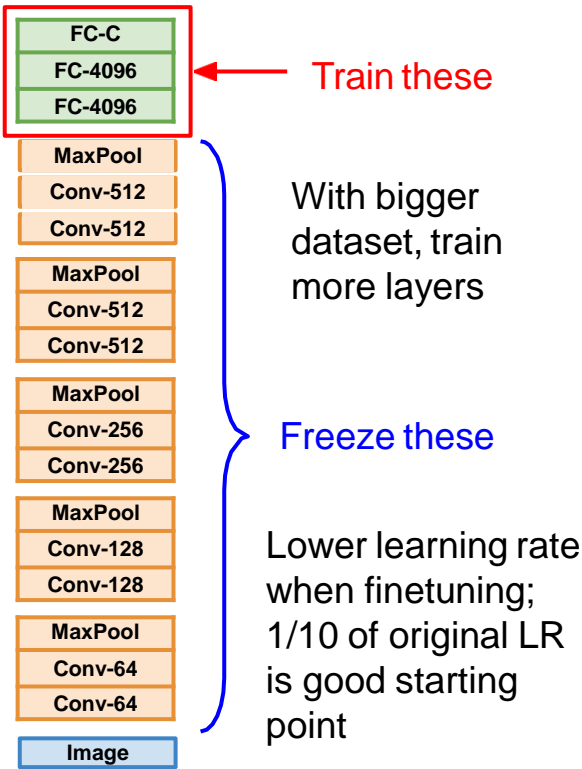 FC-C
FC-4096
FC-4096
Train these
MaxPool
Conv-512
Conv-512
With bigger
dataset, train
more layers
MaxPool
Conv-512
Conv-512
MaxPool
Conv-256
Conv-256
Freeze these
MaxPool
Conv-128
Conv-128
Lower learning rate
when finetuning;
1/10 of original LR
is good starting
point
MaxPool
Conv-64
Conv-64
Image